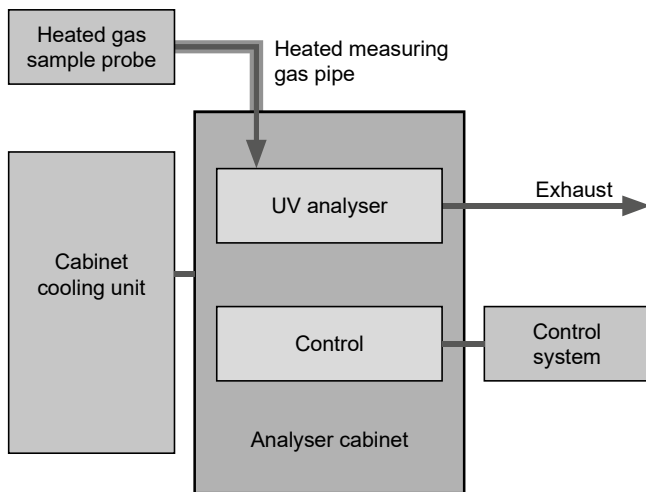 Heated gas
sample probe
Heated measuring
gas pipe
UV analyser
Exhaust
Cabinet
cooling unit
Control
Control
system
Analyser cabinet